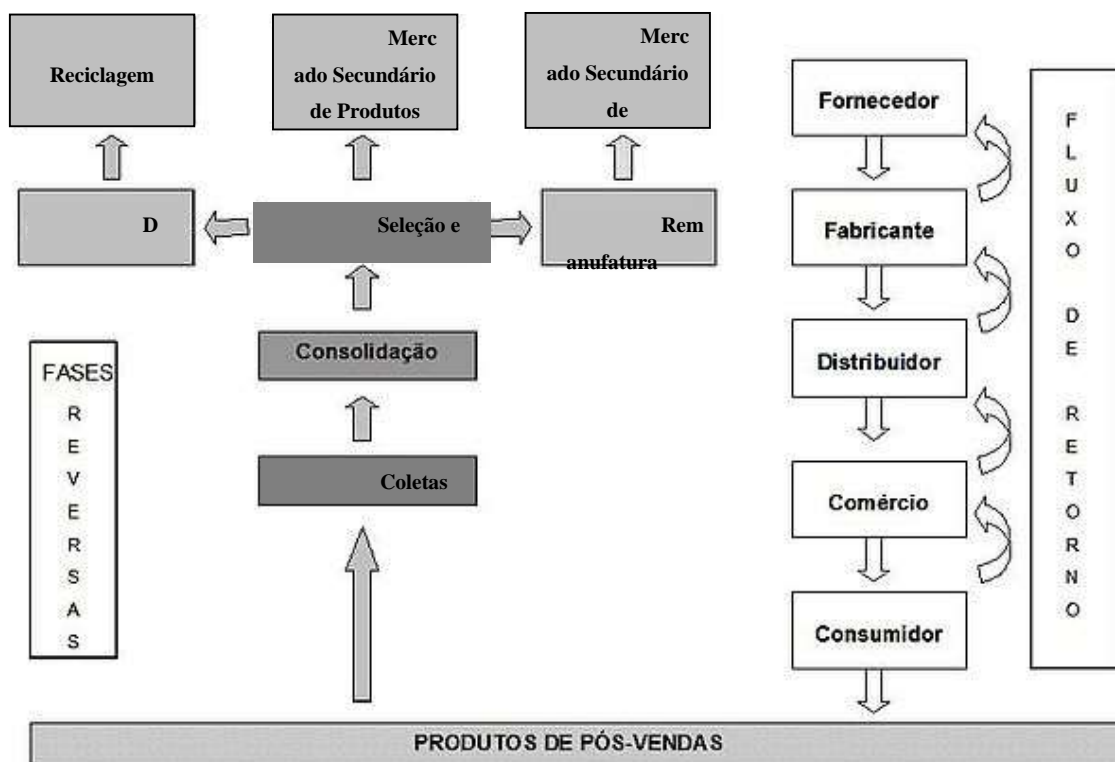 Reciclagem
Merc
ado Secundário
de Produtos
Merc
ado Secundário
de
D
Seleção e
Rem
anufatura
Consolidação
Coletas
FASES
R
E
V
E
R
S
A
S
Fornecedor
Fabricante
Distribuidor
Comércio
Consumidor
F
L
U
X
O
D
E
R
E
T
O
R
N
O
PRODUTOS DE PÓS-VENDAS